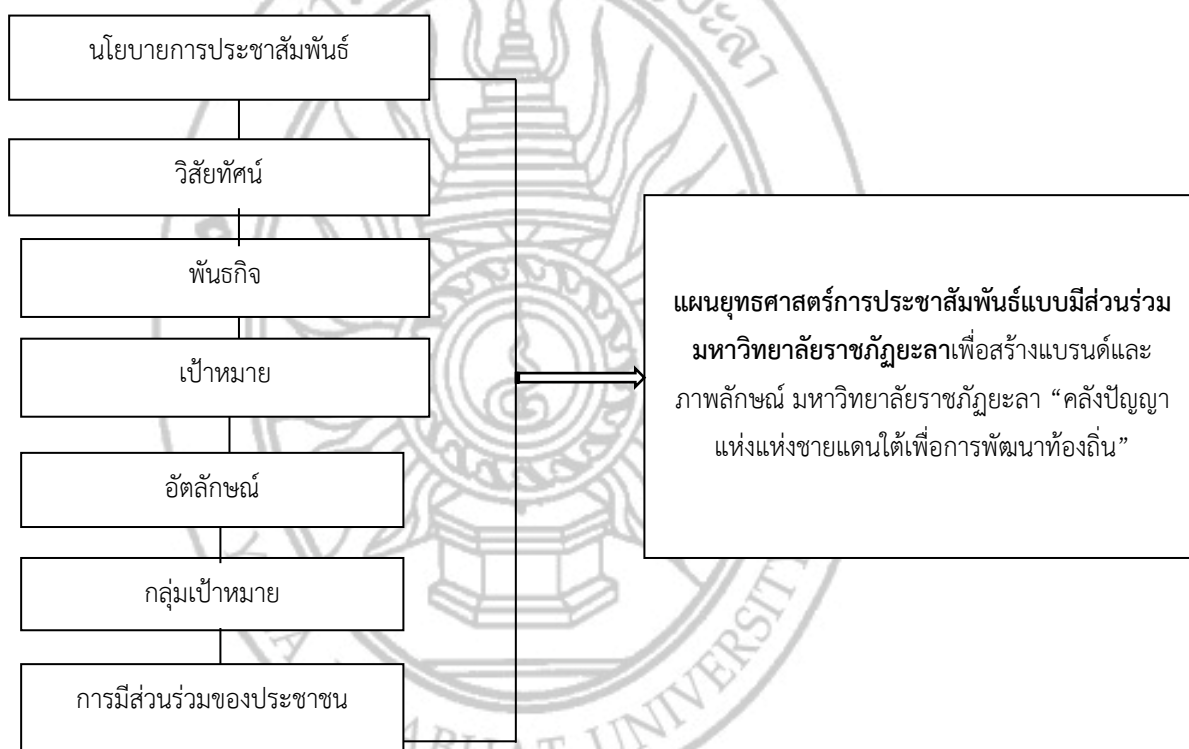 นโยบายการประชาสัมพันธ์
วิสัยทัศน์
พันธกิจ
เป้าหมาย
อัตลักษณ์
กลุ่มเป้าหมาย
การมีส่วนร่วมของประชาชน
แผนยุทธศาสตร์การประชาสัมพันธ์แบบมีส่วนร่วม
มหาวิทยาลัยราชภัฏยะลาเพื่อสร้างแบรนด์และ
ภาพลักษณ์ มหาวิทยาลัยราชภัฏยะลา “คลังปัญญา
แห่งแห่งชายแดนใต้เพื่อการพัฒนาท้องถิ่น”